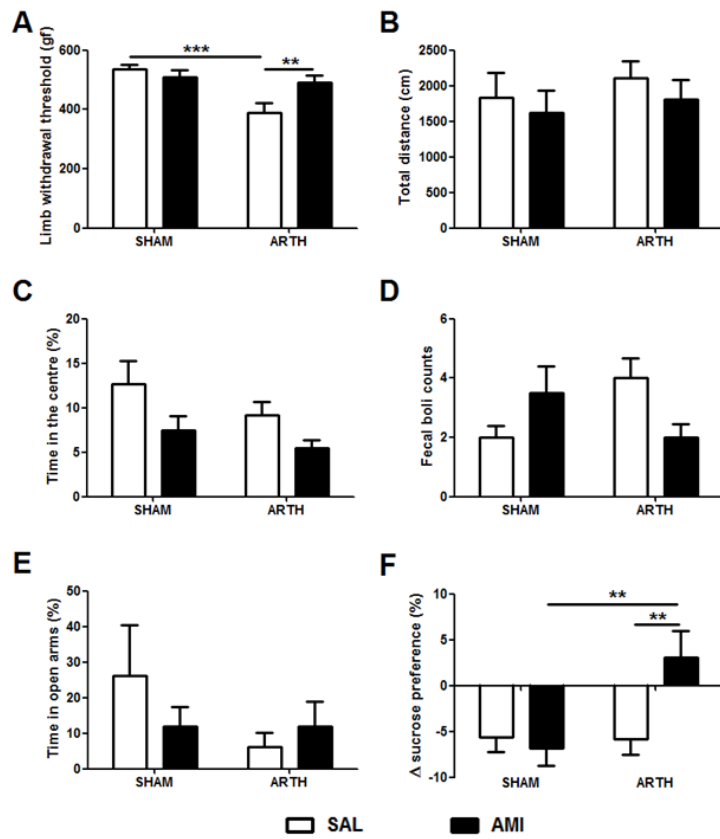 A
Limb withdrawal threshold (gf)
600
400
200
0
***
**
SHAM
ARTH
B
Total distance (cm)
2500
2000
1500
1000
500
0
SHAM
ARTH
C
Time in the centre (%)
20
15
10
5
0
SHAM
ARTH
D
Fecal boli counts
6
4
2
0
SHAM
ARTH
E
Time in open arms (%)
50
40
30
20
10
0
SHAM
ARTH
F
Δ sucrose preference (%)
10
5
0
-5
-10
**
**
SHAM
ARTH
SAL
AMI